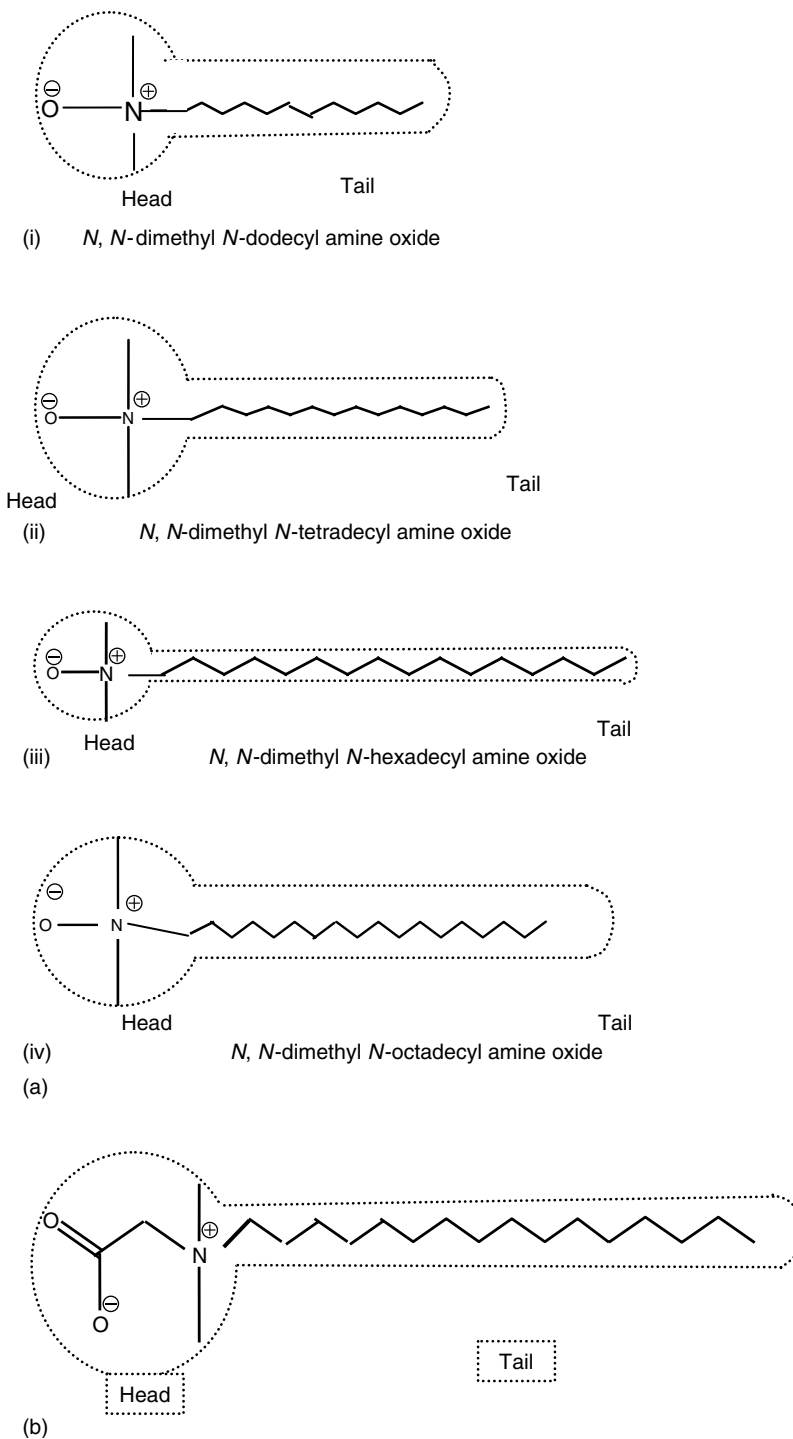 ⊖ ⊕
O N
Head Tail
(i) N, N-dimethyl N-dodecyl amine oxide
⊖ ⊕
O N
Tail
Head
(ii) N, N-dimethyl N-tetradecyl amine oxide
⊖ ⊕
O N
Tail
Head
(iii) N, N-dimethyl N-hexadecyl amine oxide
⊖ ⊕
O N
Head Tail
(iv) N, N-dimethyl N-octadecyl amine oxide
(a)
O ⊕
N
⊖
O
Tail
Head
(b)